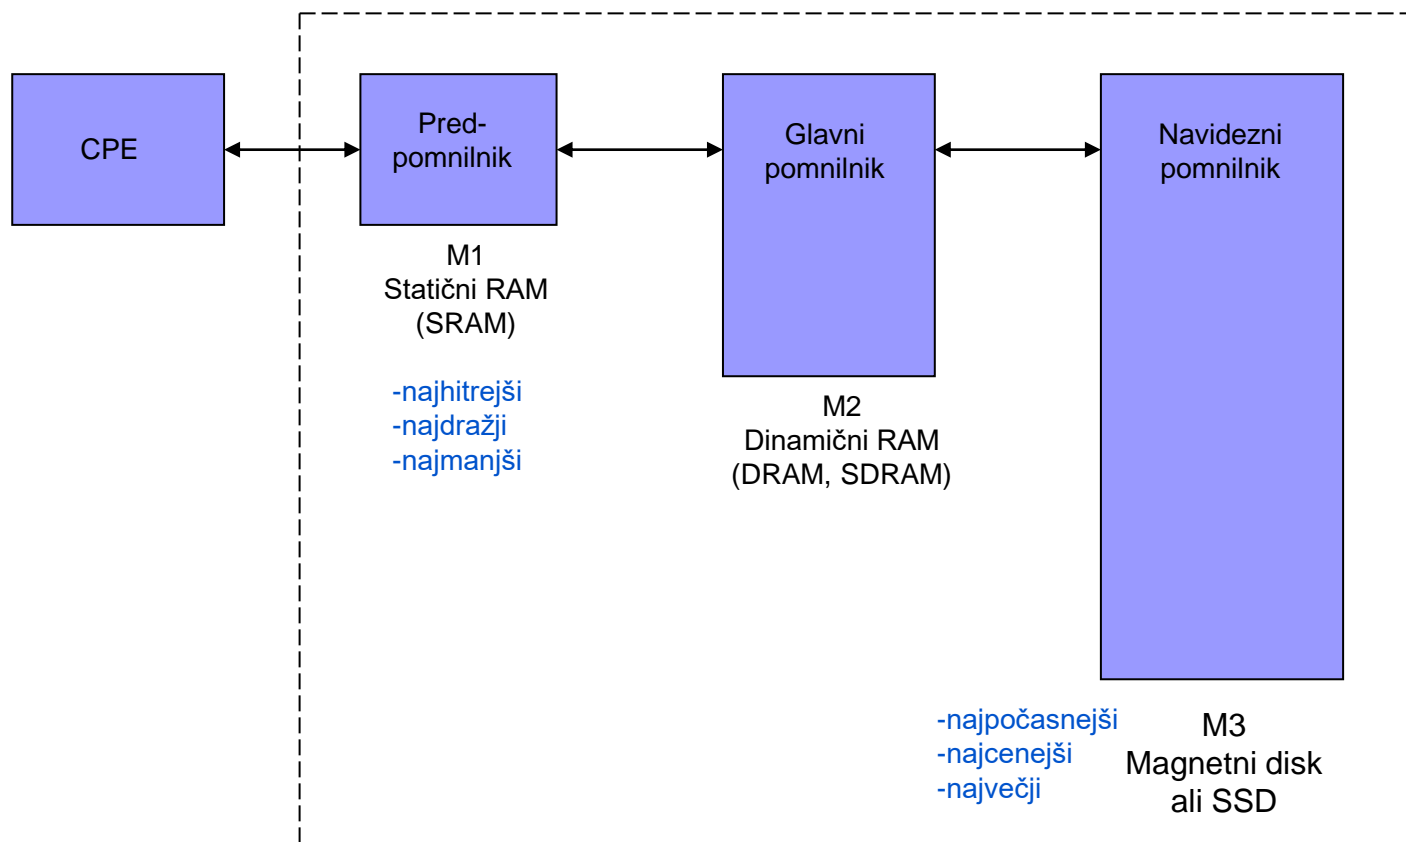 CPE
Pred-
pomnilnik
M1
Statični RAM
(SRAM)
-najhitrejši
-najdražji
-najmanjši
Glavni
pomnilnik
M2
Dinamični RAM
(DRAM, SDRAM)
Navidezni
pomnilnik
-najpočasnejši
-najcenejši
-največji
M3
Magnetni disk
ali SSD